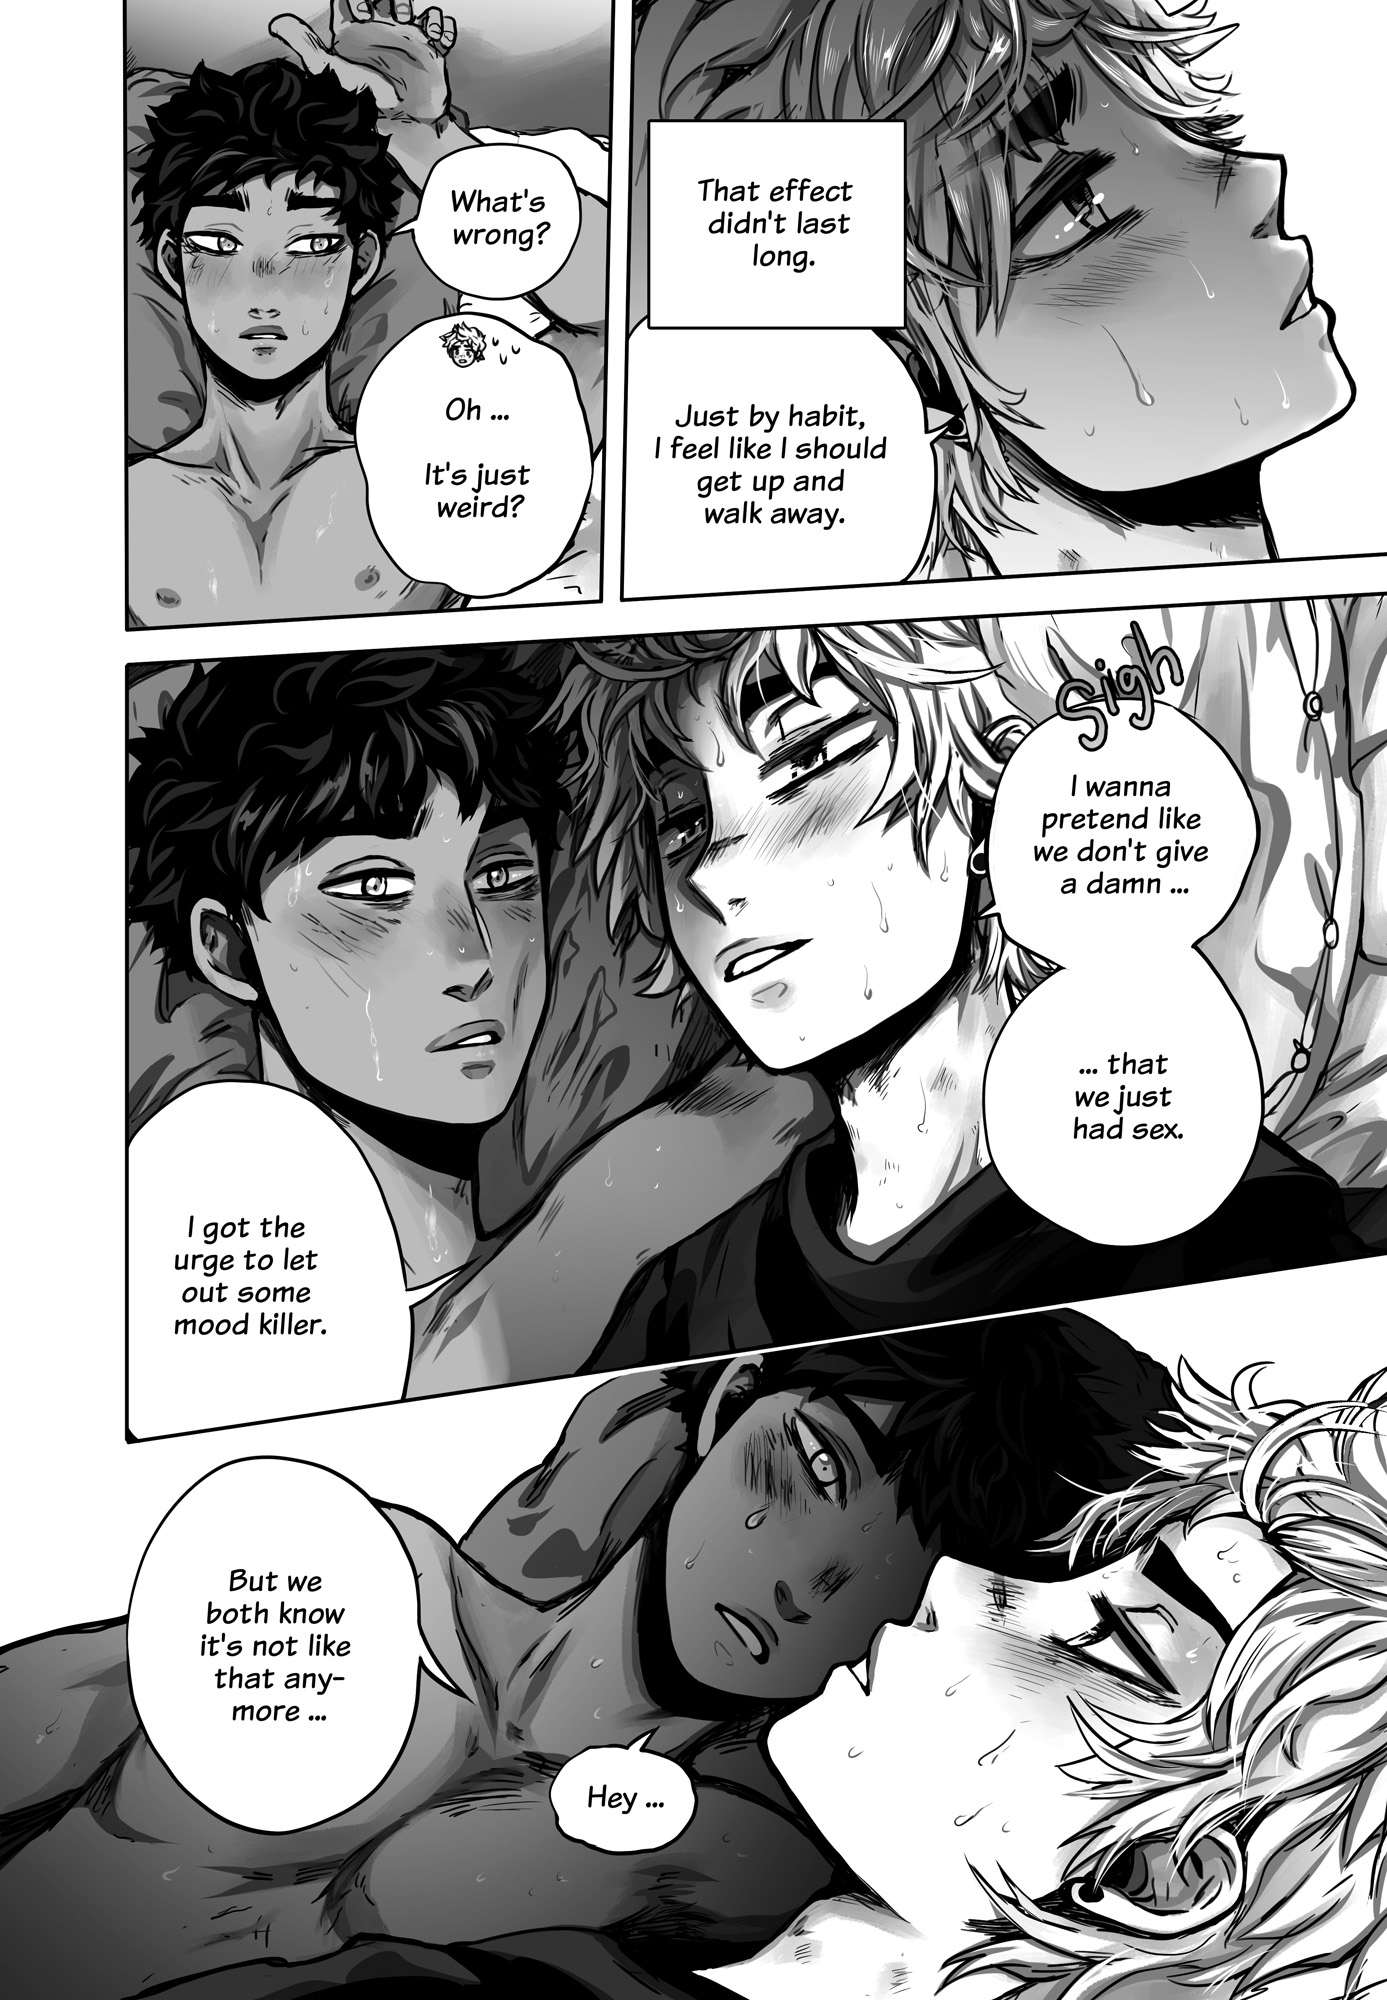 What's
wrong?
Oh ...
It's just
weird?
That effect
didn't last
long.
Just by habit,
I feel like I should
get up and
walk away.
Sigh
I wanna
pretend like
we don't give
a damn ...
... that
we just
had sex.
I got the
urge to let
out some
mood killer.
But we
both know
it's not like
that any-
more ...
Hey ...